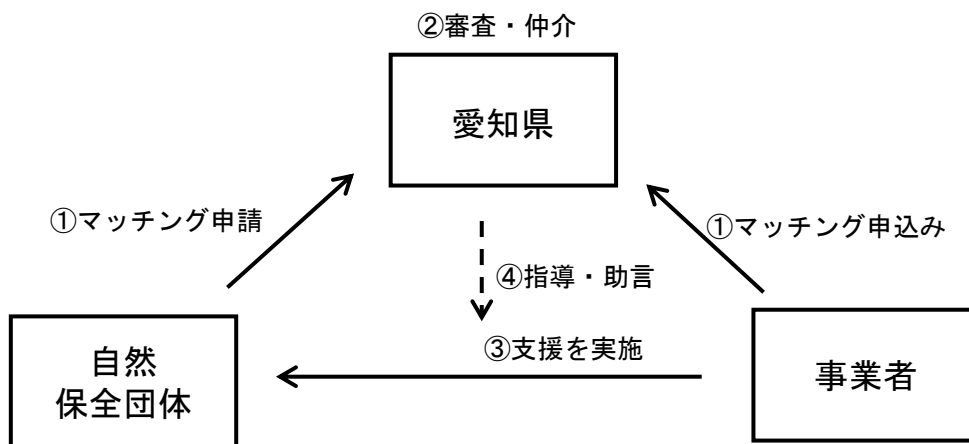 ②審査・仲介
愛知県
①マッチング申請
①マッチング申込み
④指導・助言
③支援を実施
自然
保全団体
事業者